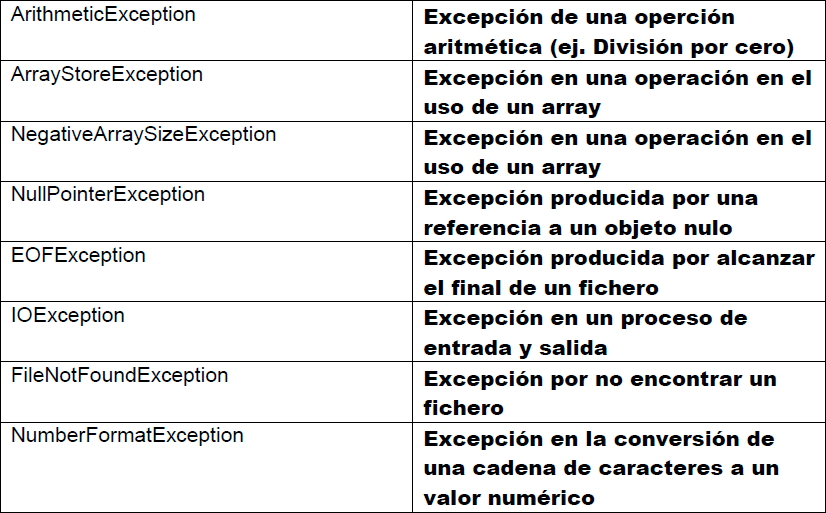 ArithmeticException
Excepción de una operción
aritmética (ej. División por cero)
ArrayStoreException
Excepción en una operación en el
uso de un array
NegativeArraySizeException
Excepción en una operación en el
uso de un array
NullPointerException
Excepción producida por una
referencia a un objeto nulo
EOFException
Excepción producida por alcanzar
el final de un fichero
IOException
Excepción en un proceso de
entrada y salida
FileNotFoundException
Excepción por no encontrar un
fichero
NumberFormatException
Excepción en la conversión de
una cadena de caracteres a un
valor numérico